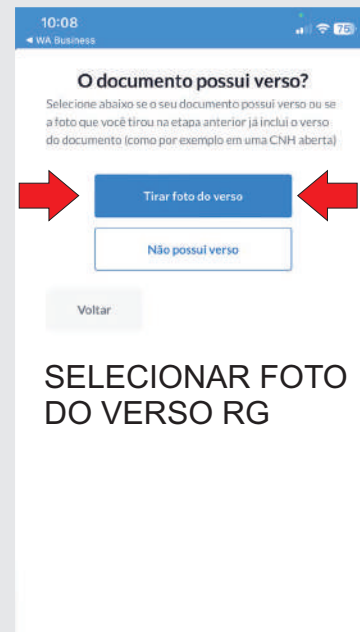 10:08
75
◄ WA Business
O documento possui verso?
Selecione abaixo se o seu documento possui verso ou se
a foto que você tirou na etapa anterior já inclui o verso
do documento (como por exemplo em uma CNH aberta)
Tirar foto do verso
Não possui verso
Voltar
SELECIONAR FOTO
DO VERSO RG